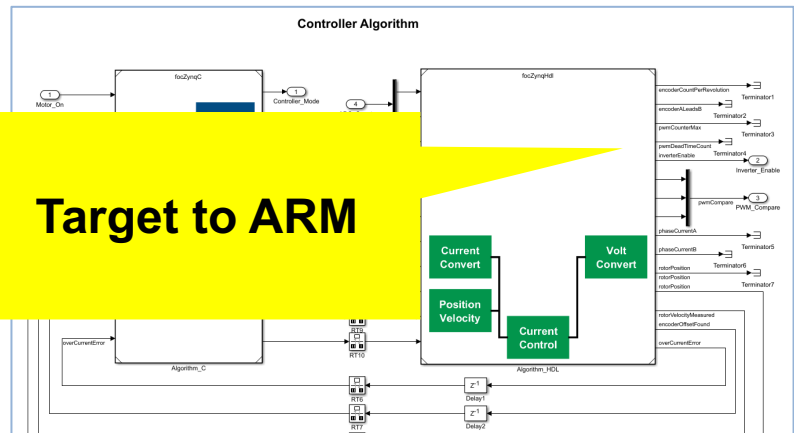 Controller Algorithm
focZynqC
1
Motor_On
1
Controller_Mode
4
focZynqHdl
encoderCountPerRevolution
Terminator1
encoderALeadsB
Terminator2
pwmCounterMax
Terminator3
pwmDeadTimeCount
Terminator4
inverterEnable
2
Inverter_Enable
pwmCompare
3
PWM_Compare
phaseCurrentA
Terminator5
phaseCurrentB
Terminator6
rotorPosition
rotorPosition
Terminator7
rotorPosition
Target to ARM
Current
Convert
Volt
Convert
Position
Velocity
Current
Control
rotorVelocityMeasured
encoderOffsetFound
overCurrentError
overCurrentError
RT9
RT10
Algorithm_C
Algorithm_HDL
RT6
Z-1
Delay1
RT7
Z-1
Delay2